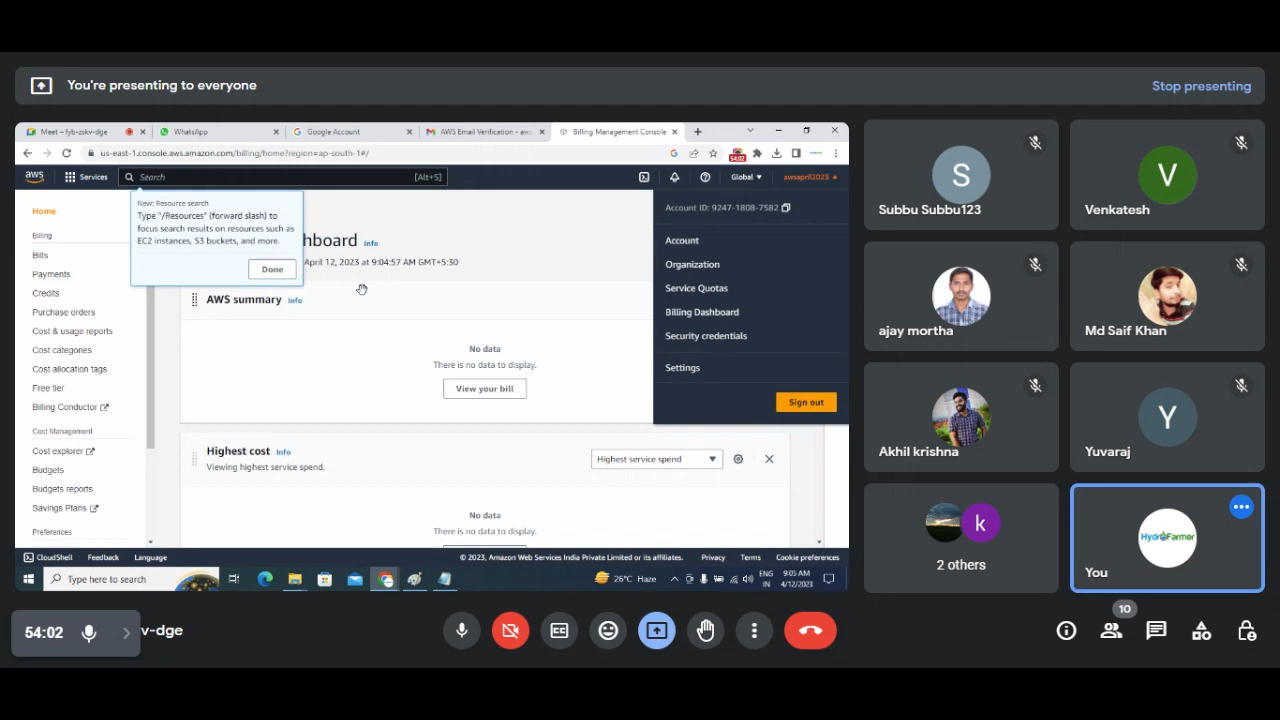 You're presenting to everyone
Stop presenting
Meet – fyb-zskv-dge
WhatsApp
Google Account
AWS Email Verification - aws
Billing Management Console
us-east-1.console.aws.amazon.com/billing/home?region=ap-south-1#/
54:02
aws
Services
Search
[Alt+S]
Global
awsapril2023
New: Resource search
Type "/Resources" (forward slash) to
focus search results on resources such as
EC2 instances, S3 buckets, and more.
Done
Home
Billing
Bills
Payments
Credits
Purchase orders
Cost & usage reports
Cost categories
Cost allocation tags
Free tier
Billing Conductor
Cost Management
Cost explorer
Budgets
Budgets reports
Savings Plans
Preferences
hboard Info
April 12, 2023 at 9:04:57 AM GMT+5:30
AWS summary Info
No data
There is no data to display.
View your bill
Highest cost Info
Viewing highest service spend.
Highest service spend
No data
There is no data to display.
Account ID: 9247-1808-7582
Account
Organization
Service Quotas
Billing Dashboard
Security credentials
Settings
Sign out
CloudShell
Feedback
Language
© 2023, Amazon Web Services India Private Limited or its affiliates.
Privacy
Terms
Cookie preferences
Type here to search
26°C Haze
ENG
IN
9:05 AM
4/12/2023
S
Subbu Subbu123
V
Venkatesh
ajay mortha
Md Saif Khan
Akhil krishna
Y
Yuvaraj
k
2 others
HydroFarmer
You
54:02
v-dge
10